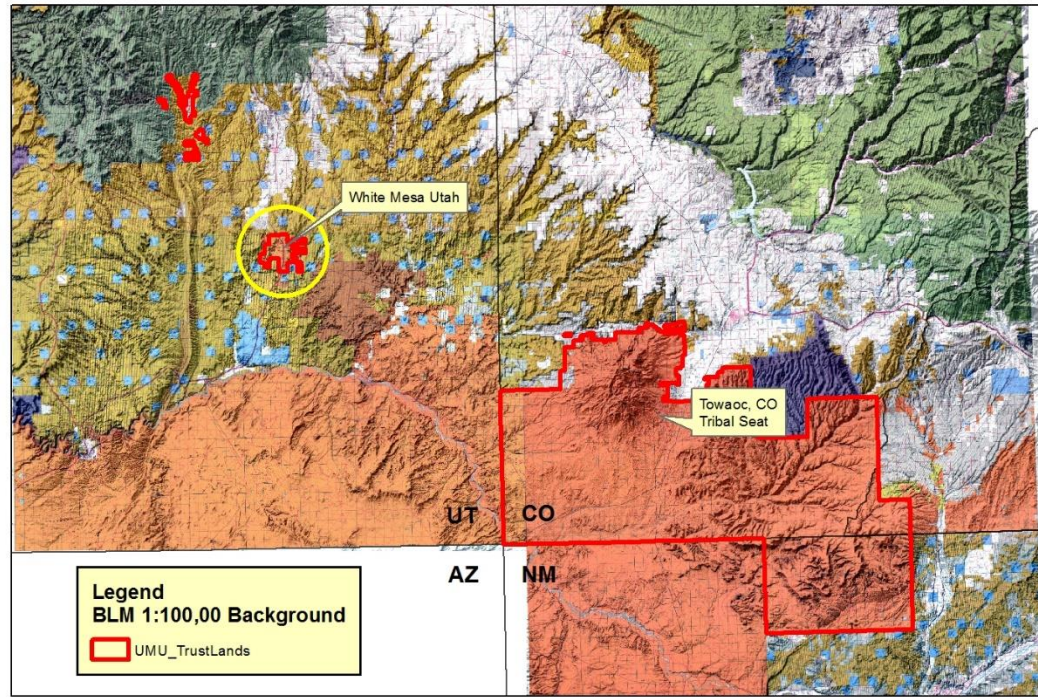 White Mesa Utah
Towaoc, CO
Tribal Seat
UT
CO
AZ
NM
Legend
BLM 1:100,00 Background
UMU_TrustLands